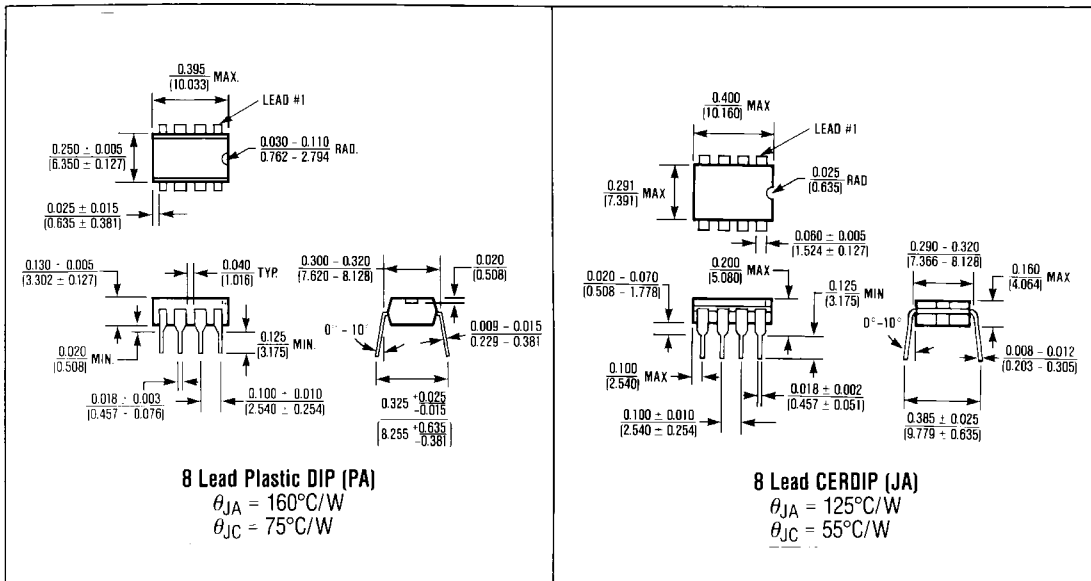 0.395
(10.033)
MAX.
LEAD #1
0.250 ± 0.005
(6.350 ± 0.127)
0.030 - 0.110
0.762 - 2.794
RAD.
0.025 ± 0.015
(0.635 ± 0.381)
0.130 - 0.005
(3.302 ± 0.127)
0.040
(1.016)
TYP.
0.300 - 0.320
(7.620 - 8.128)
0.020
(0.508)
0° - 10°
0.009 - 0.015
0.229 - 0.381
0.020
(0.508)
MIN.
0.125
(3.175)
MIN.
0.018 ± 0.003
(0.457 - 0.076)
0.100 ± 0.010
(2.540 ± 0.254)
0.325 +0.025
-0.015
(8.255 +0.635
-0.381)
8 Lead Plastic DIP (PA)
θJA = 160°C/W
θJC = 75°C/W
0.400
(10.160)
MAX
LEAD #1
0.291
(7.391)
MAX
0.025
(0.635)
RAD
0.060 ± 0.005
(1.524 ± 0.127)
0.290 - 0.320
(7.366 - 8.128)
0.020 - 0.070
(0.508 - 1.778)
0.200
(5.080)
MAX
0.125
(3.175)
MIN
0.160
(4.064)
MAX
0°-10°
0.008 - 0.012
(0.203 - 0.305)
0.100
(2.540)
MAX
0.018 ± 0.002
(0.457 ± 0.051)
0.100 ± 0.010
(2.540 ± 0.254)
0.385 ± 0.025
(9.779 ± 0.635)
8 Lead CERDIP (JA)
θJA = 125°C/W
θJC = 55°C/W